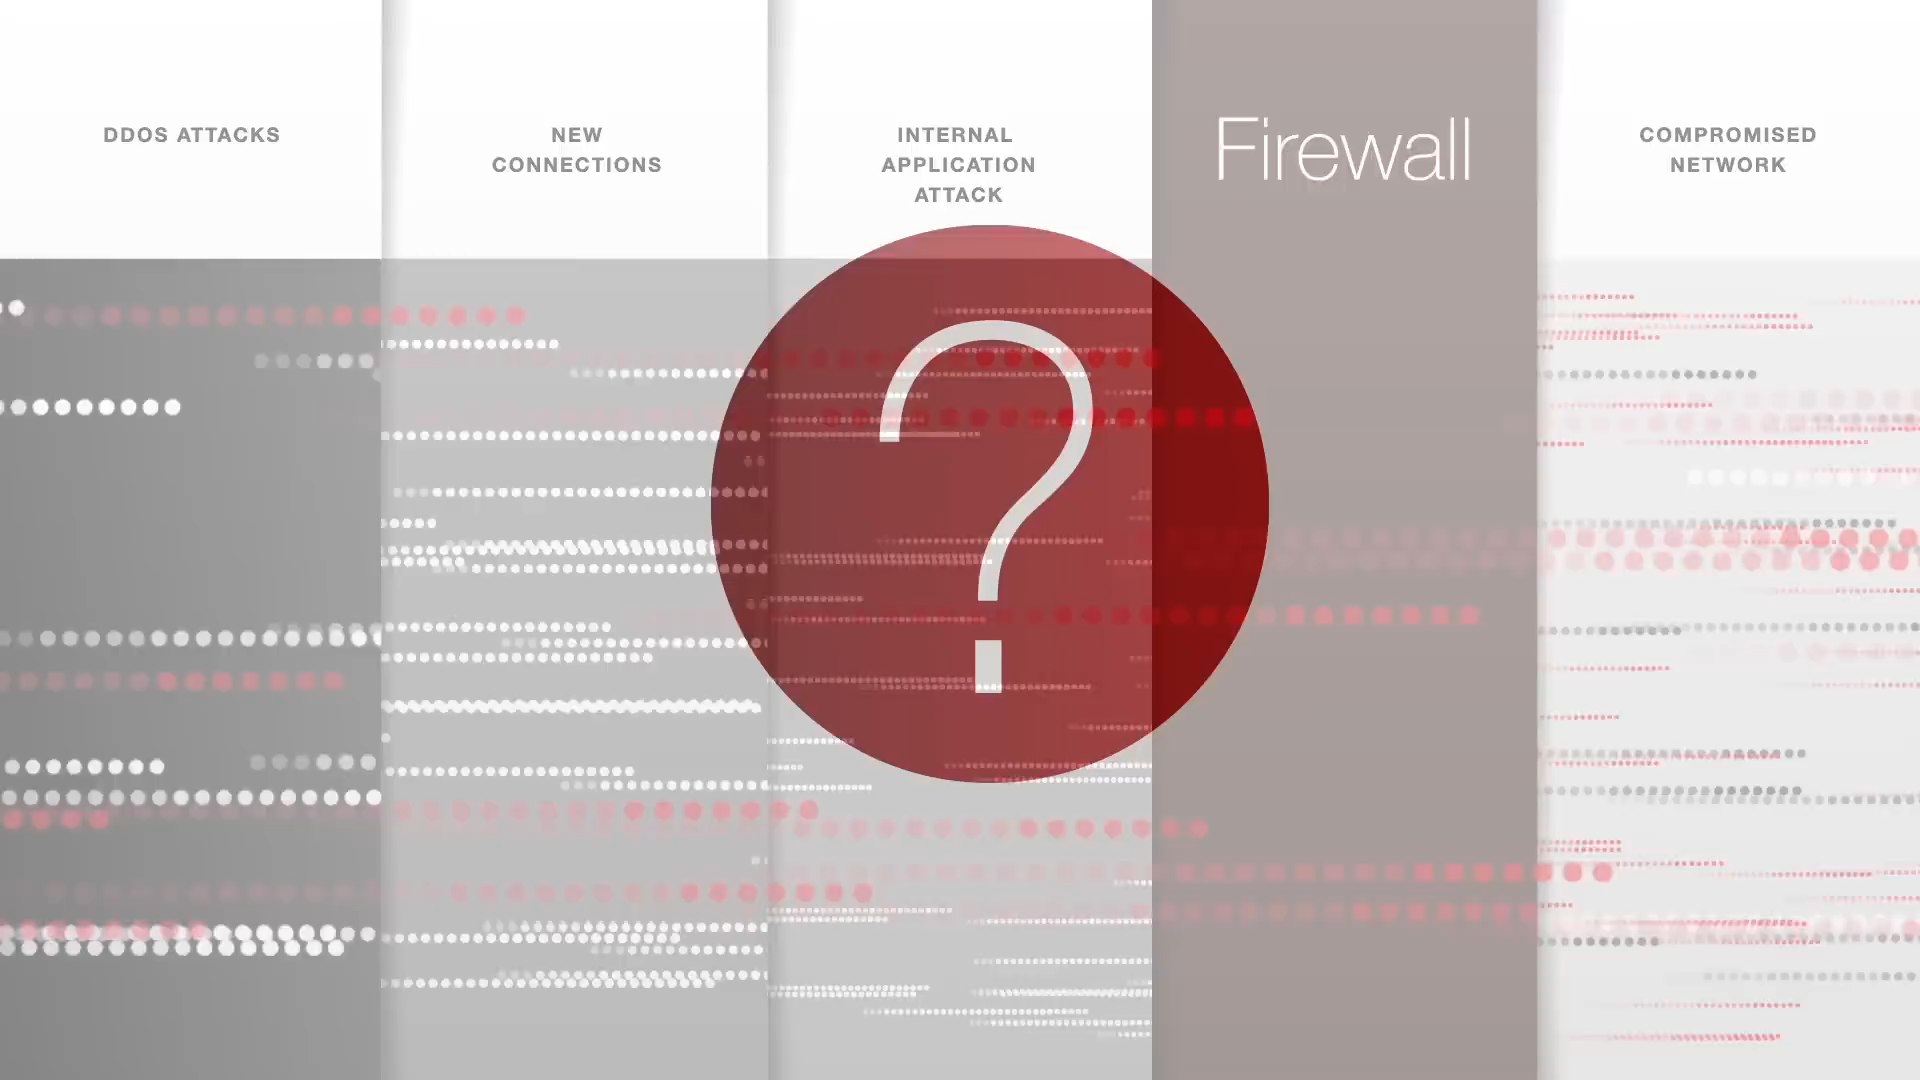 DDOS ATTACKS
NEW
CONNECTIONS
INTERNAL
APPLICATION
ATTACK
Firewall
COMPROMISED
NETWORK
?